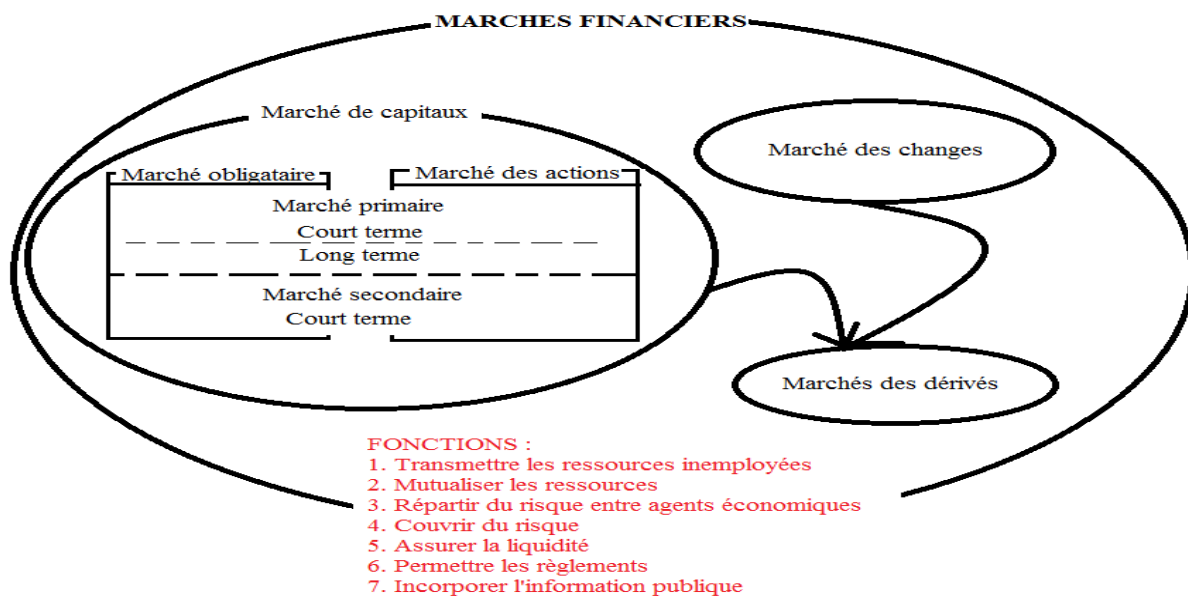 MARCHES FINANCIERS
Marché de capitaux
Marché des changes
Marché obligataire
Marché des actions
Marché primaire
Court terme
Long terme
Marché secondaire
Court terme
Marchés des dérivés
FONCTIONS :
1. Transmettre les ressources inemployées
2. Mutualiser les ressources
3. Répartir du risque entre agents économiques
4. Couvrir du risque
5. Assurer la liquidité
6. Permettre les règlements
7. Incorporer l'information publique